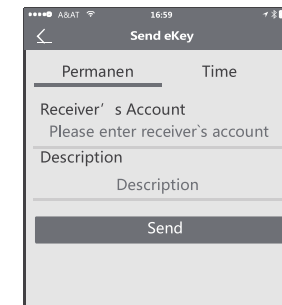 A&AT 16:59
Send eKey
Permanen Time
Receiver’ s Account
Please enter receiver`s account
Description
Description
Send